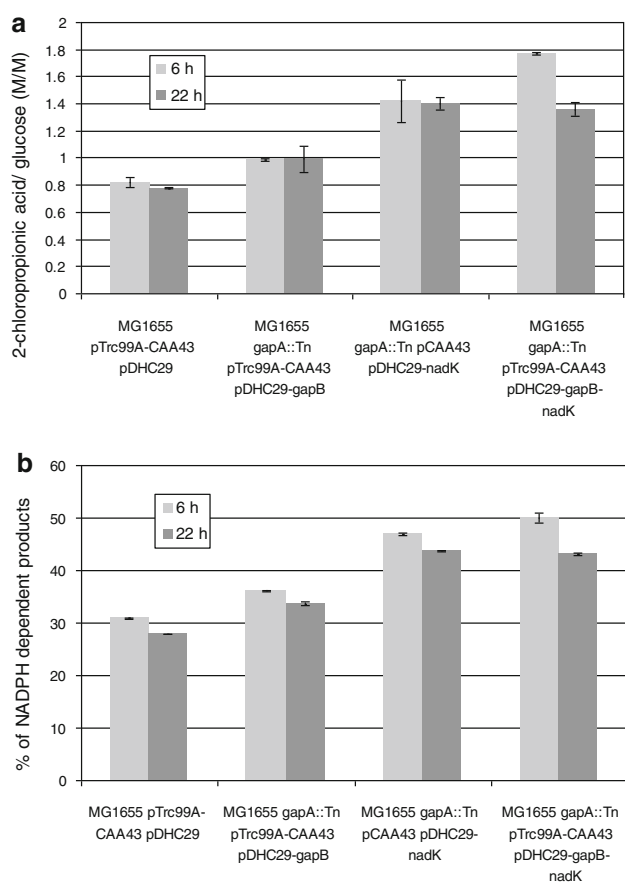 a
2-chloropropionic acid/ glucose (M/M)
2
1.8
1.6
1.4
1.2
1
0.8
0.6
0.4
0.2
0
6 h
22 h
MG1655
pTrc99A-CAA43
pDHC29
MG1655
gapA::Tn
pTrc99A-CAA43
pDHC29-gapB
MG1655
gapA::Tn pCAA43
pDHC29-nadK
MG1655
gapA::Tn
pTrc99A-CAA43
pDHC29-gapB-
nadK
b
% of NADPH dependent products
60
50
40
30
20
10
0
6 h
22 h
MG1655 pTrc99A-
CAA43 pDHC29
MG1655 gapA::Tn
pTrc99A-CAA43
pDHC29-gapB
MG1655 gapA::Tn
pCAA43 pDHC29-
nadK
MG1655 gapA::Tn
pTrc99A-CAA43
pDHC29-gapB-
nadK